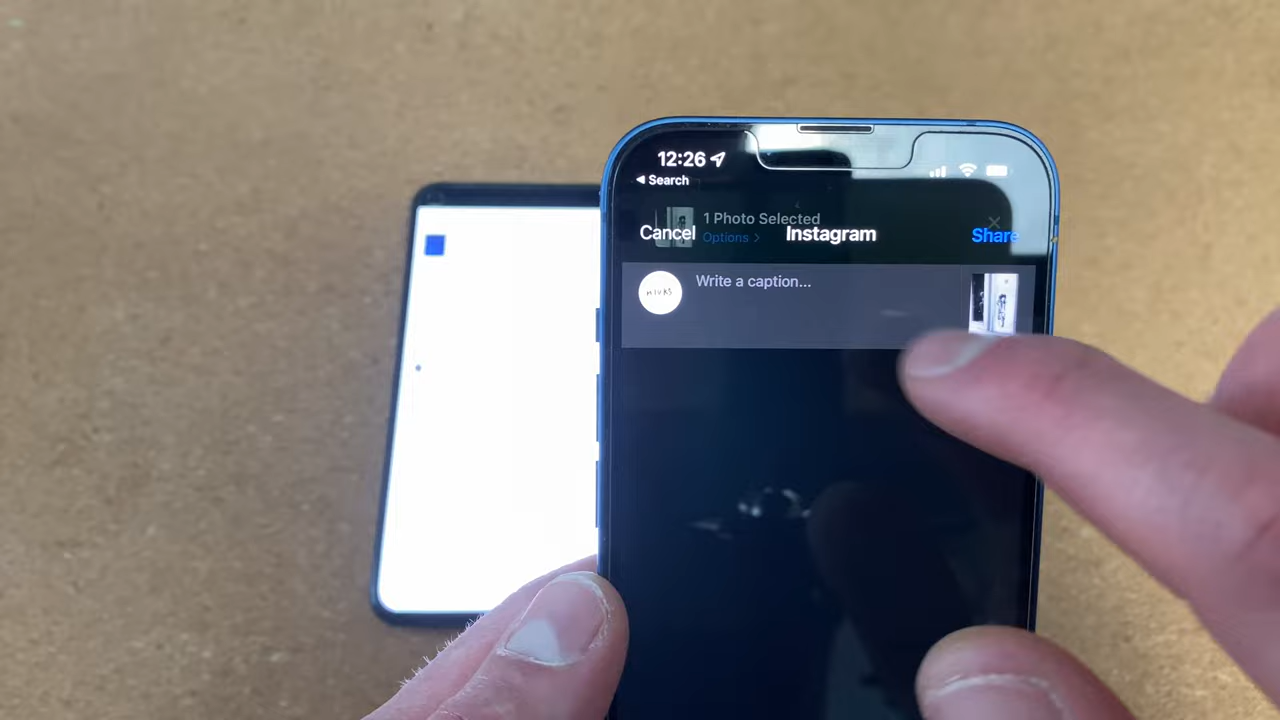 12:26
◀ Search
1 Photo Selected
Options >
Cancel Instagram Share
Write a caption...